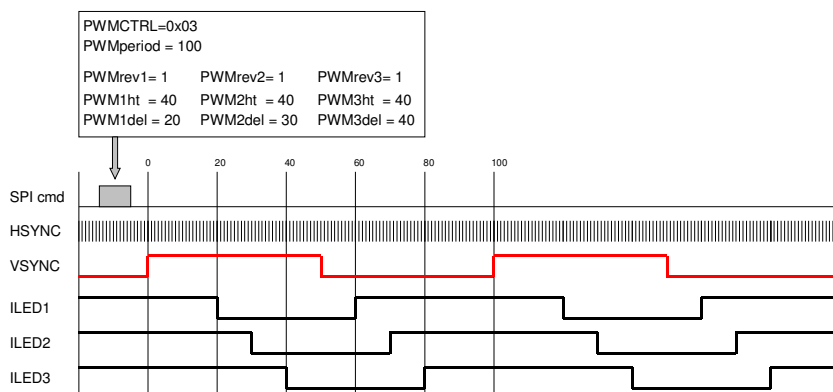 PWMCTRL=0x03
PWMperiod = 100
PWMrev1= 1 PWMrev2= 1 PWMrev3= 1
PWM1ht = 40 PWM2ht = 40 PWM3ht = 40
PWM1del = 20 PWM2del = 30 PWM3del = 40
0 20 40 60 80 100
SPI cmd
HSYNC
VSYNC
ILED1
ILED2
ILED3